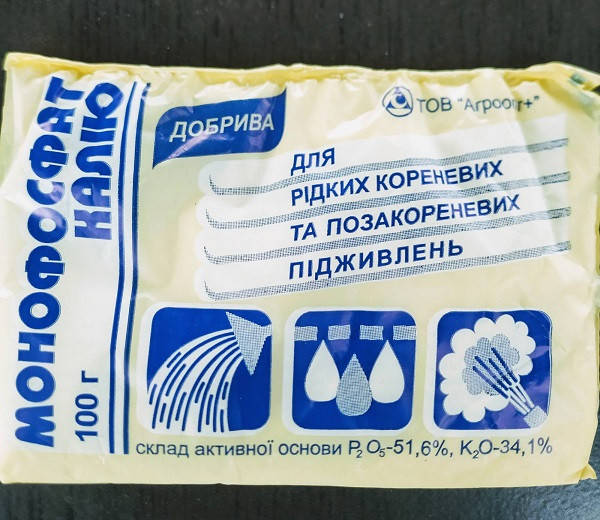 МОНОФОСФАТ
КАЛІЮ
100 г
ДОБРИВА
ТОВ "Агроопт+"
ДЛЯ
РІДКИХ КОРЕНЕВИХ
ТА ПОЗАКОРЕНЕВИХ
ПІДЖИВЛЕНЬ
склад активної основи P₂O₅-51,6%, K₂O-34,1%